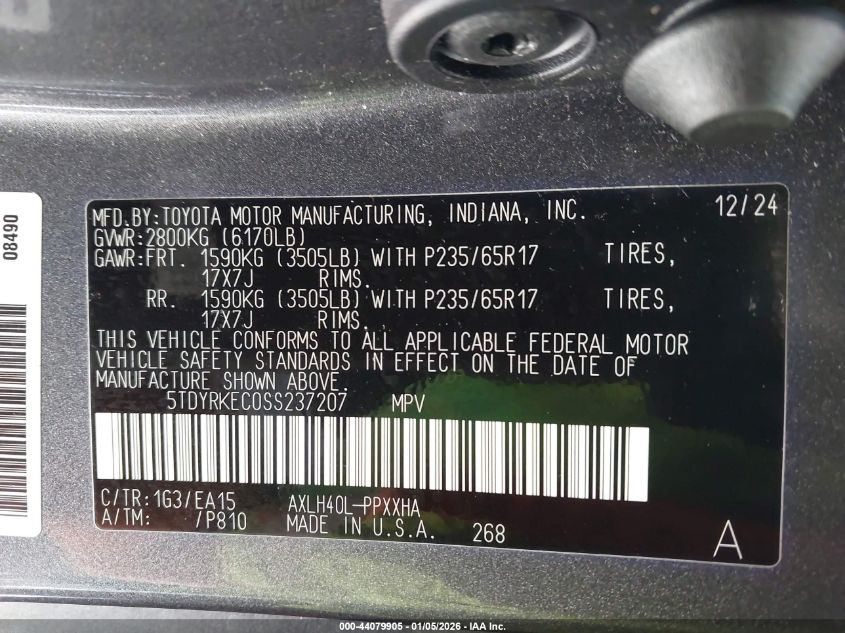 08490
MFD.BY:TOYOTA MOTOR MANUFACTURING, INDIANA, INC. 12/24
GVWR:2800KG (6170LB)
GAWR:FRT. 1590KG (3505LB) WITH P235/65R17 TIRES,
17X7J RIMS.
RR. 1590KG (3505LB) WITH P235/65R17 TIRES,
17X7J RIMS.
THIS VEHICLE CONFORMS TO ALL APPLICABLE FEDERAL MOTOR
VEHICLE SAFETY STANDARDS IN EFFECT ON THE DATE OF
MANUFACTURE SHOWN ABOVE.
5TDYRKEC0SS237207 MPV
C/TR:1G3/EA15 AXLH40L-PPXXHA
A/TM: /P810 MADE IN U.S.A. 268
A
000-44079905 - 01/05/2026 - IAA Inc.